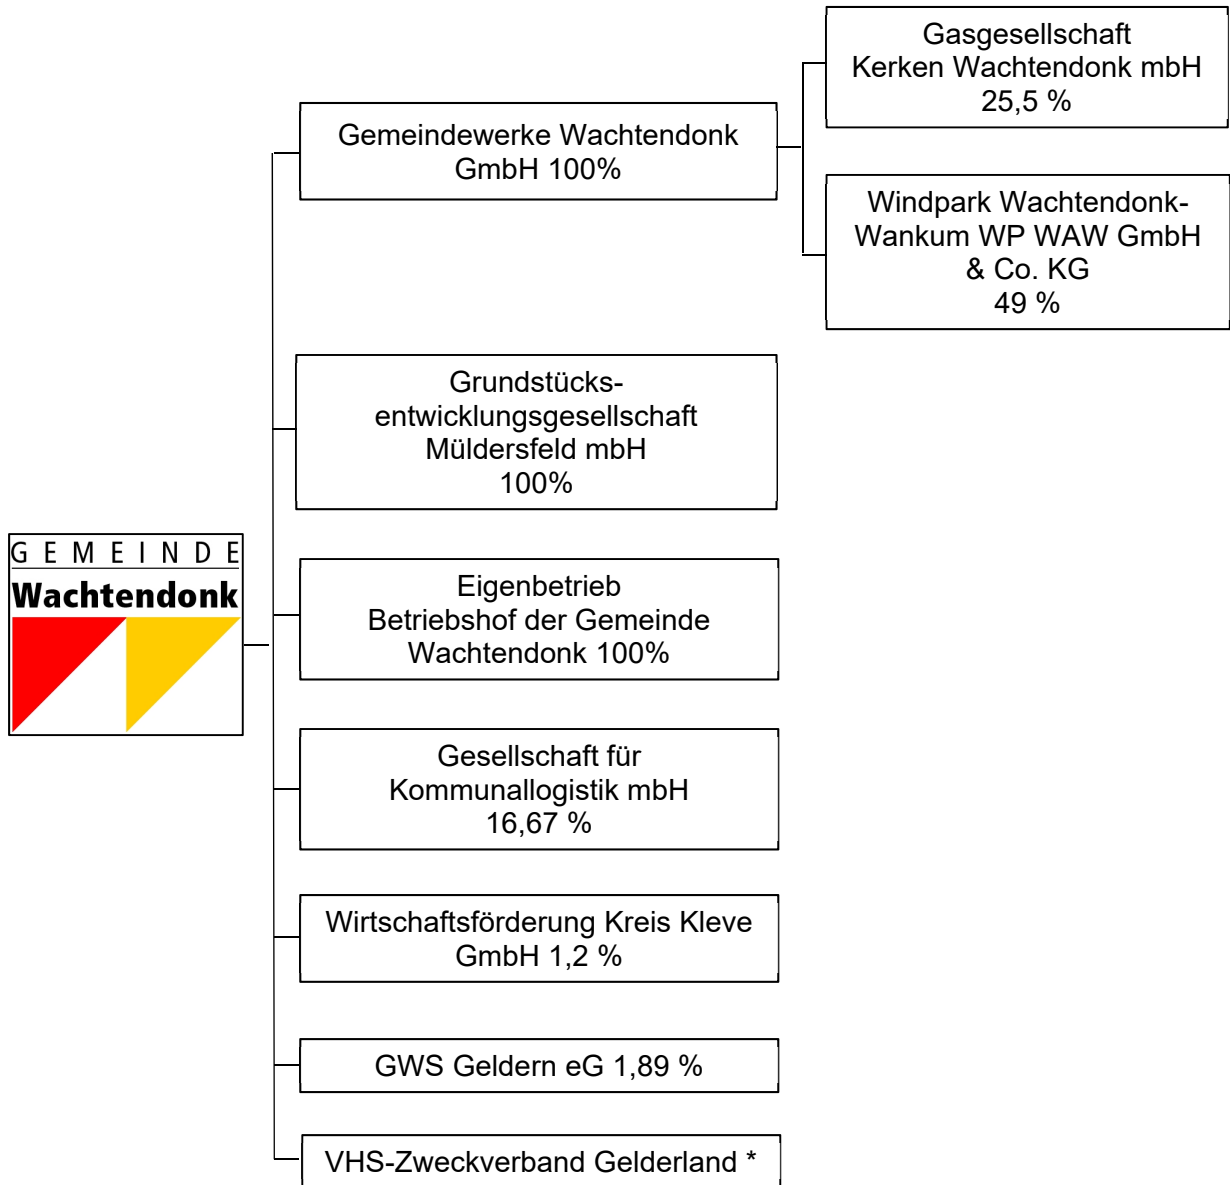 Gasgesellschaft
Kerken Wachtendonk mbH
25,5 %
Gemeindewerke Wachtendonk
GmbH 100%
Windpark Wachtendonk-
Wankum WP WAW GmbH
& Co. KG
49 %
Grundstücks-
entwicklungsgesellschaft
Müldersfeld mbH
100%
GEMEINDE
Wachtendonk
Eigenbetrieb
Betriebshof der Gemeinde
Wachtendonk 100%
Gesellschaft für
Kommunallogistik mbH
16,67 %
Wirtschaftsförderung Kreis Kleve
GmbH 1,2 %
GWS Geldern eG 1,89 %
VHS-Zweckverband Gelderland *